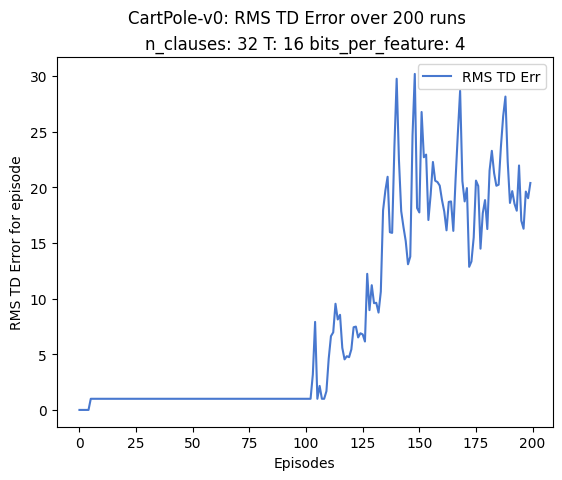 CartPole-v0: RMS TD Error over 200 runs
n_clauses: 32 T: 16 bits_per_feature: 4
RMS TD Err
RMS TD Error for episode
30
25
20
15
10
5
0
0 25 50 75 100 125 150 175 200
Episodes